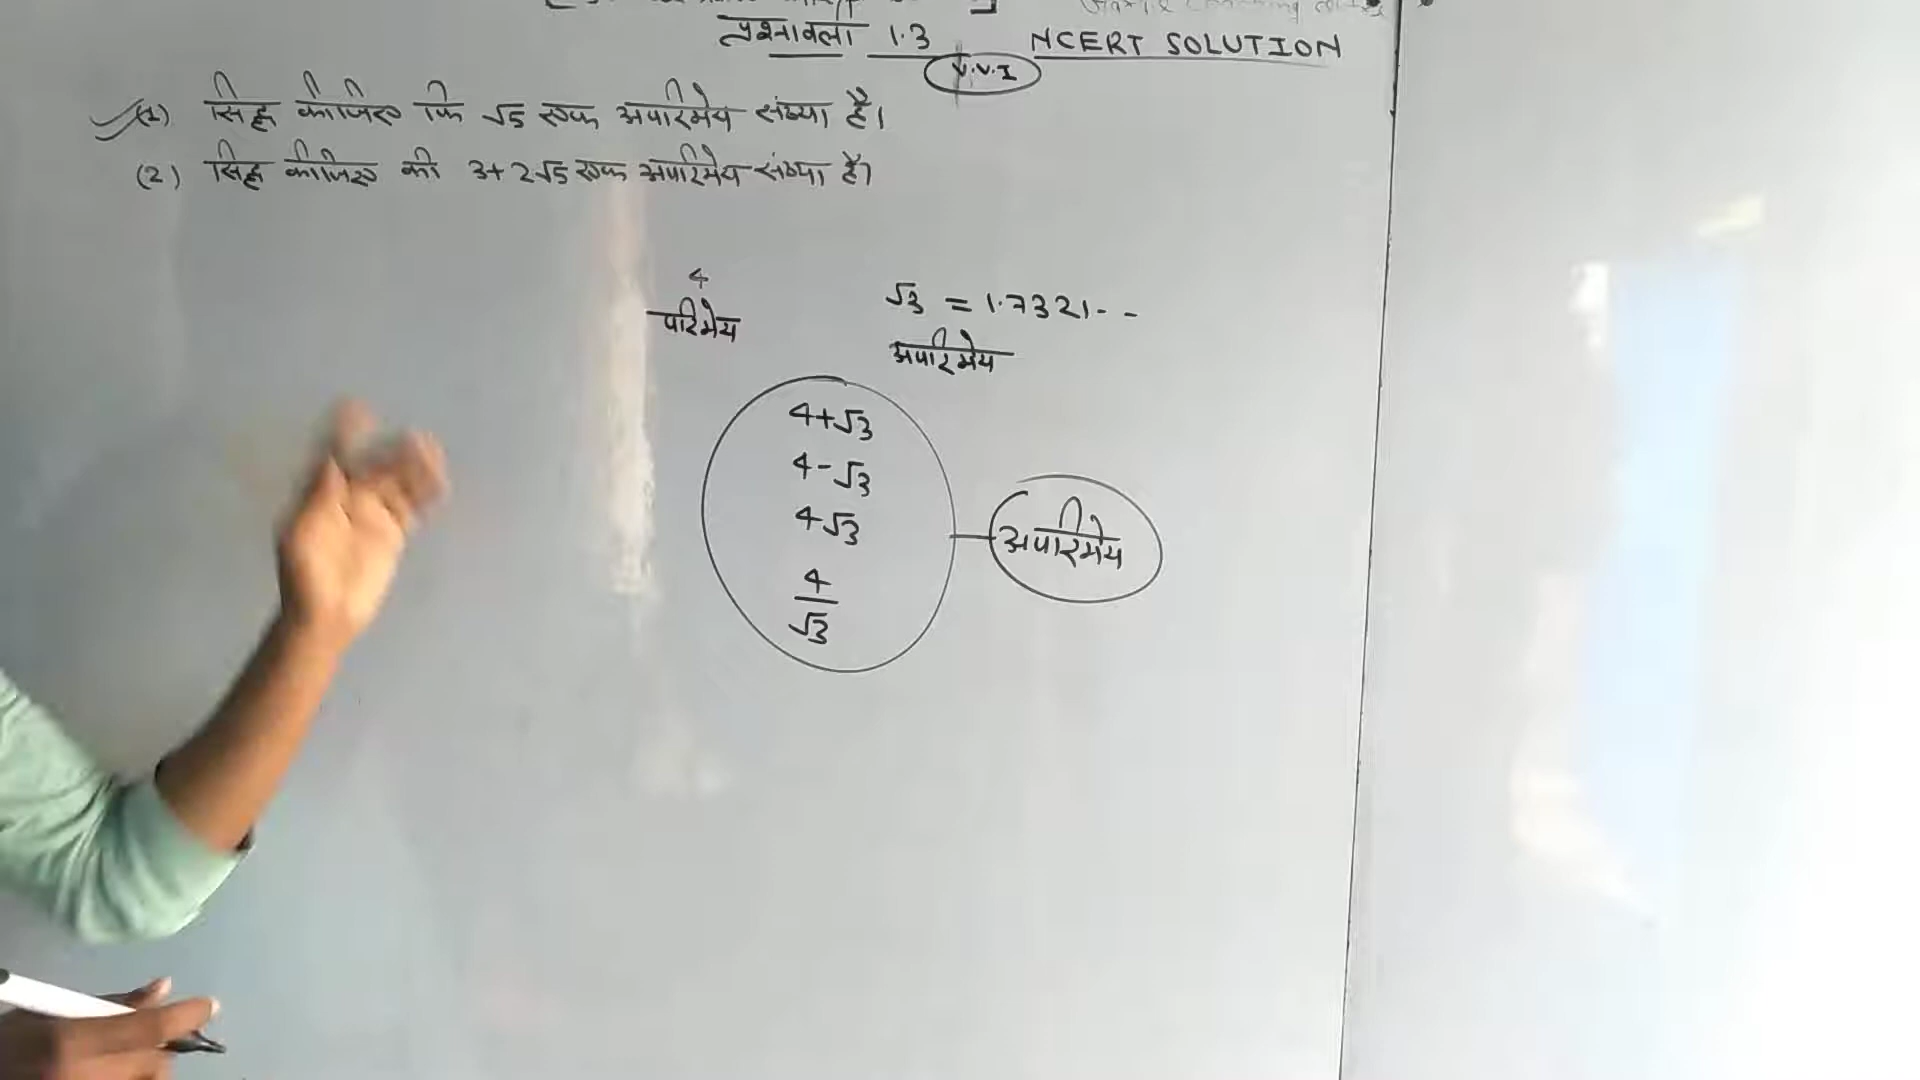 प्रश्नावली 1.3 NCERT SOLUTION
V.V.I
(1) सिद्ध कीजिए कि √5 एक अपरिमेय संख्या है।
(2) सिद्ध कीजिए की 3+2√5 एक अपरिमेय संख्या है।
4
परिमेय
√3 = 1.7321--
अपरिमेय
4+√3
4-√3
4√3
4/√3
अपरिमेय